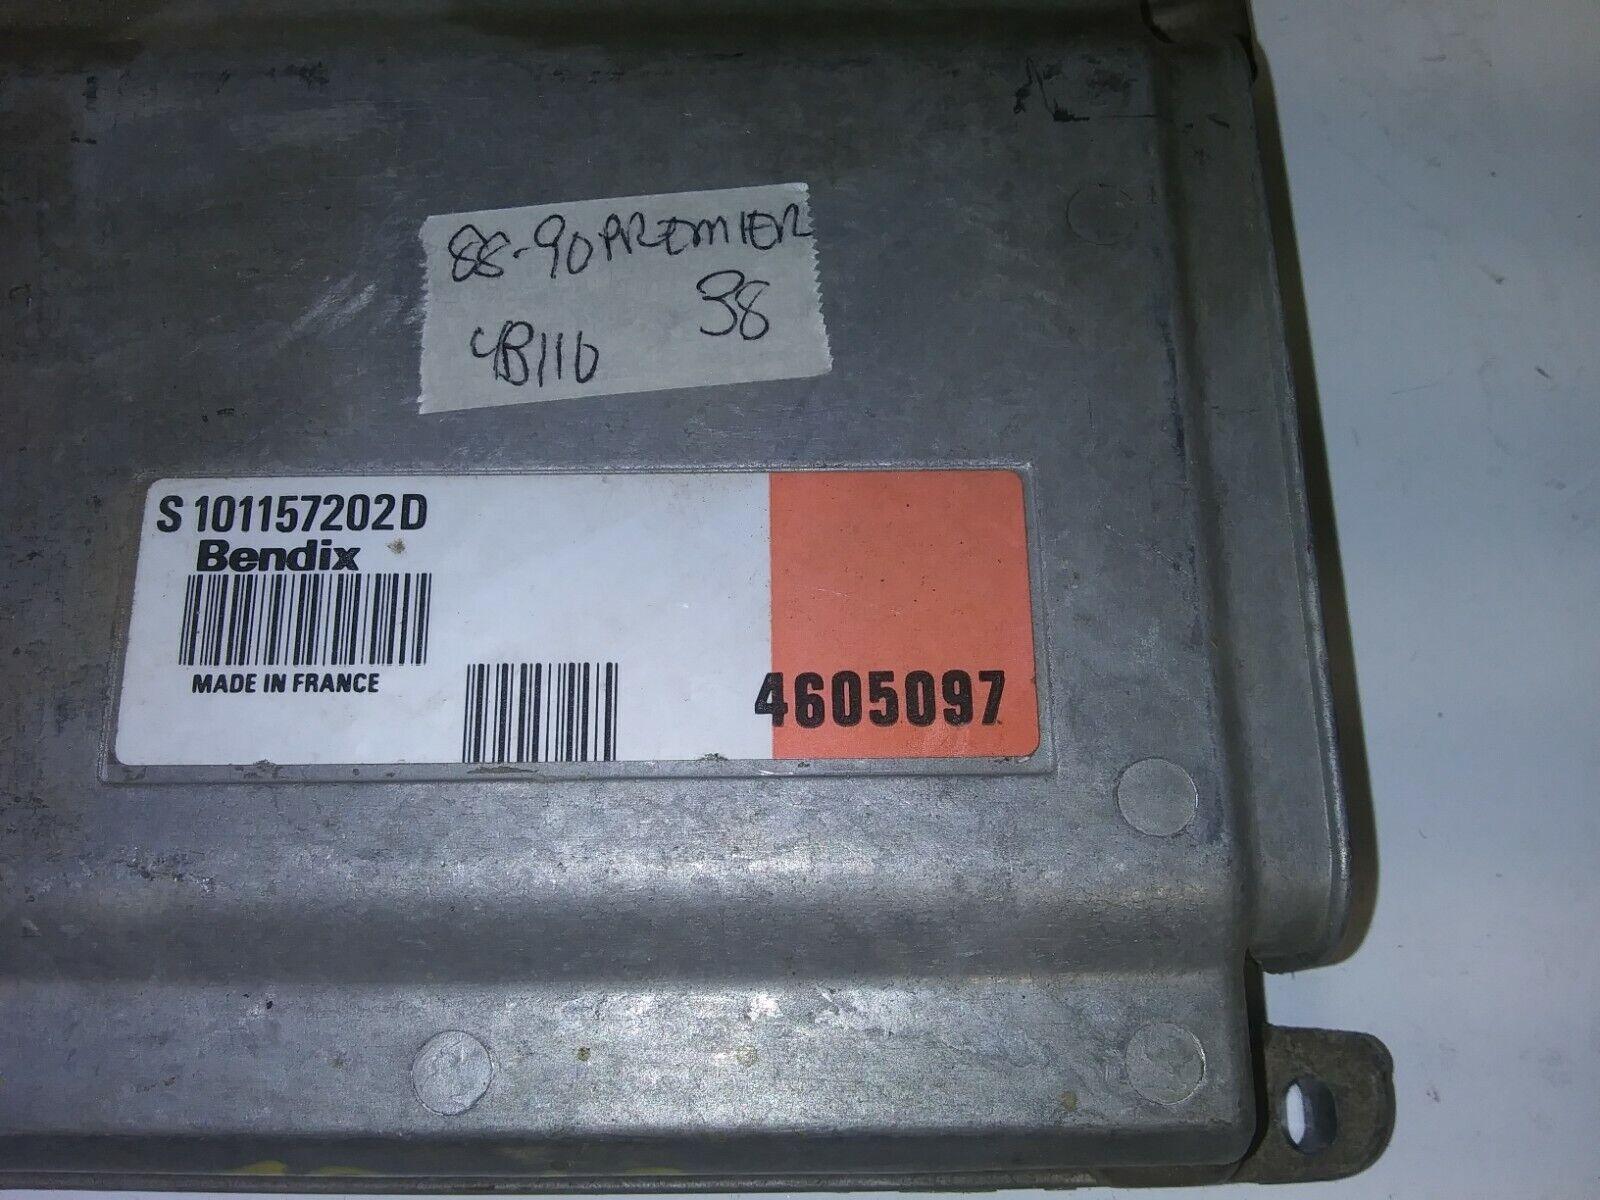 88-90 PREMIER
38
4B110
S 101157202D
Bendix
MADE IN FRANCE
4605097